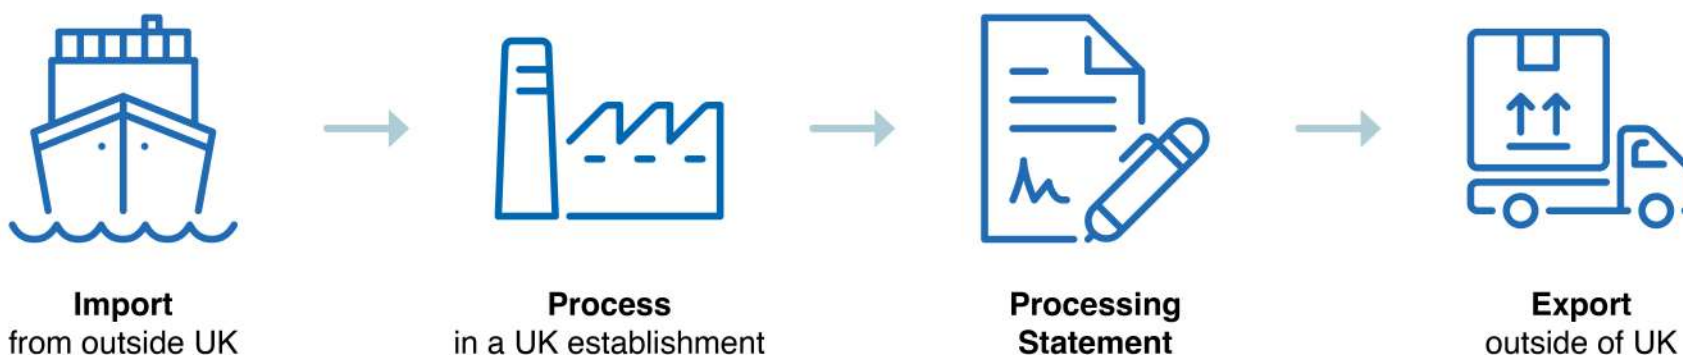 Import
from outside UK
Process
in a UK establishment
Processing
Statement
Export
outside of UK